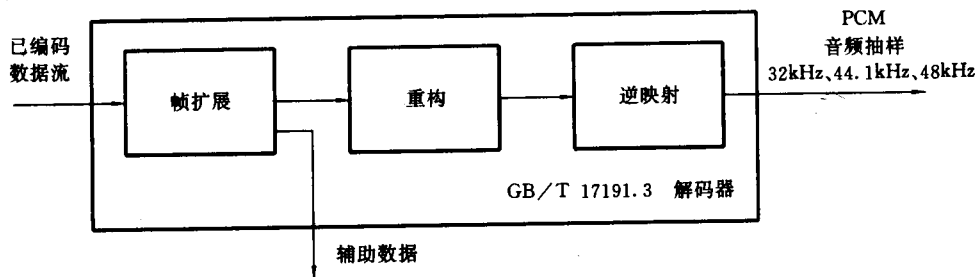 已编码
数据流
帧扩展
重构
逆映射
PCM
音频抽样
32kHz、44.1kHz、48kHz
GB/T 17191.3 解码器
辅助数据